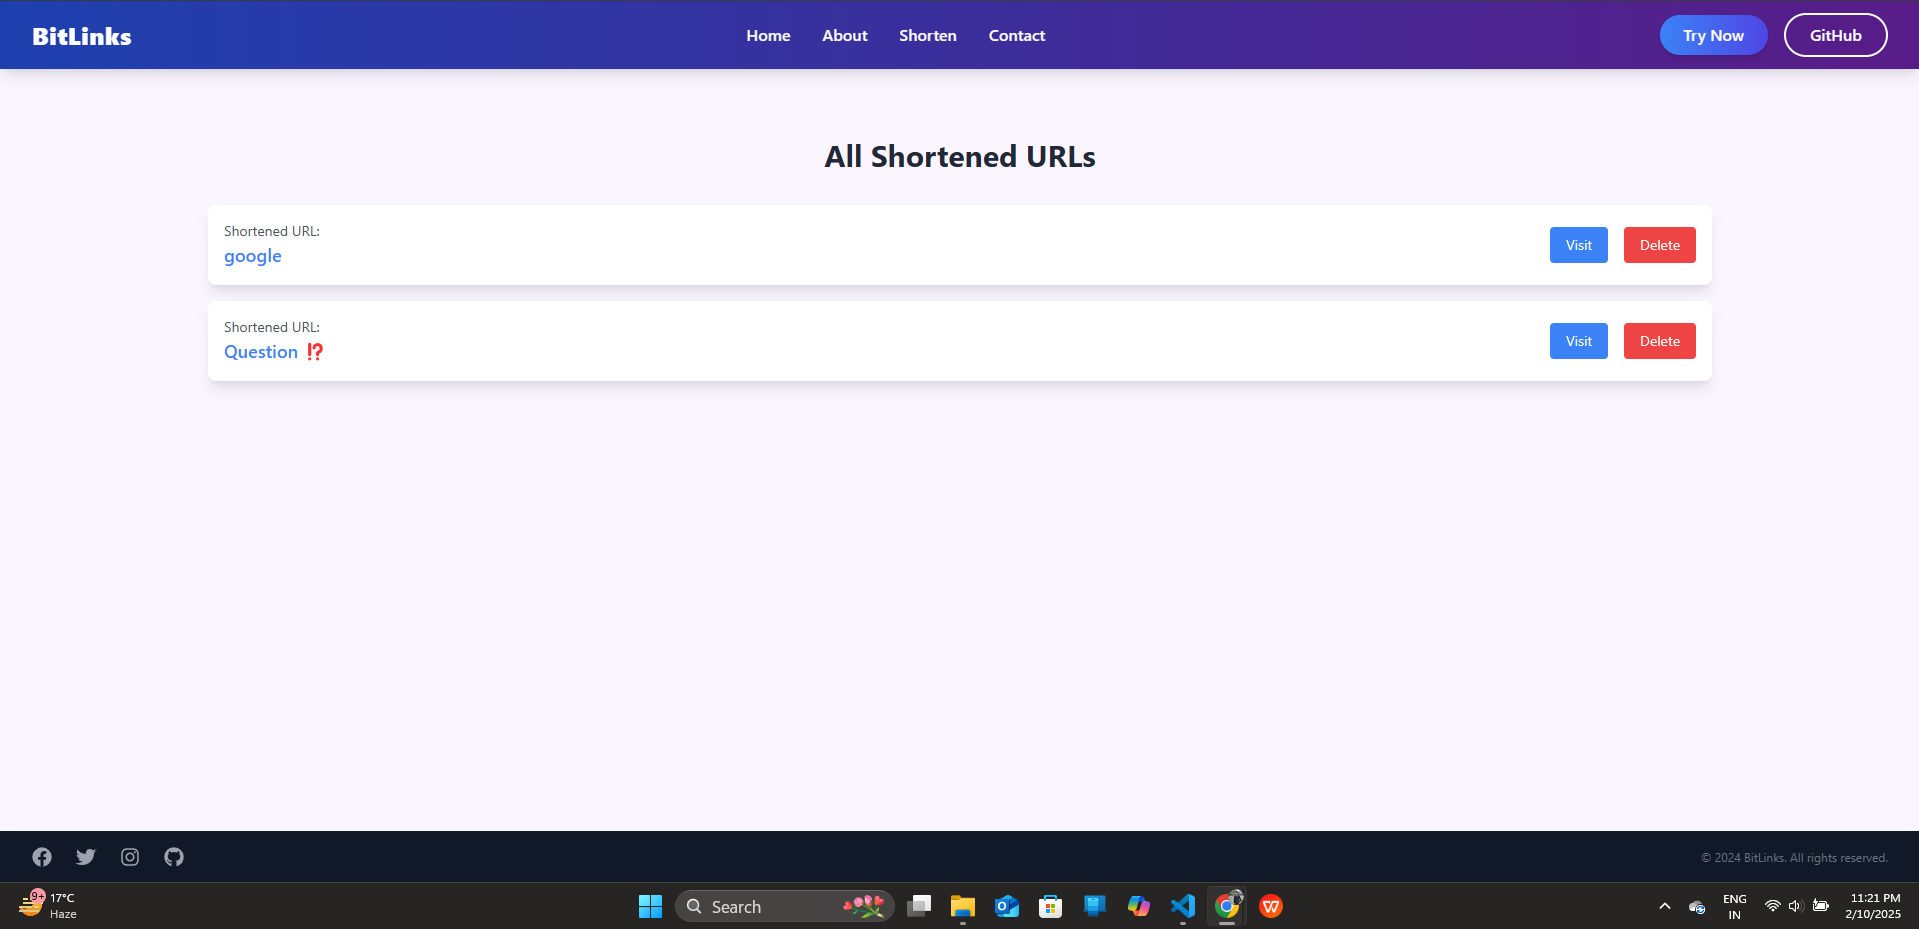 BitLinks
Home About Shorten Contact
Try Now GitHub
All Shortened URLs
Shortened URL:
google
Visit Delete
Shortened URL:
Question ⁉️
Visit Delete
© 2024 BitLinks. All rights reserved.
9+
17°C
Haze
Search
ENG
IN
11:21 PM
2/10/2025